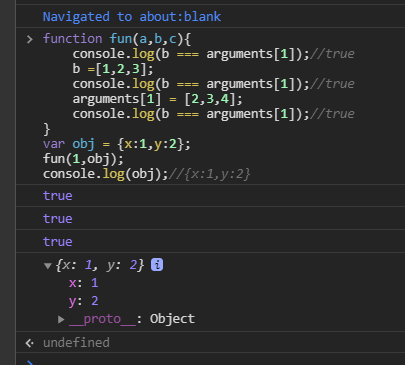 Navigated to about:blank
> function fun(a,b,c){
console.log(b === arguments[1]);//true
b =[1,2,3];
console.log(b === arguments[1]);//true
arguments[1] = [2,3,4];
console.log(b === arguments[1]);//true
}
var obj = {x:1,y:2};
fun(1,obj);
console.log(obj);//{x:1,y:2}
true
true
true
▼{x: 1, y: 2} i
x: 1
y: 2
▶__proto__: Object
undefined